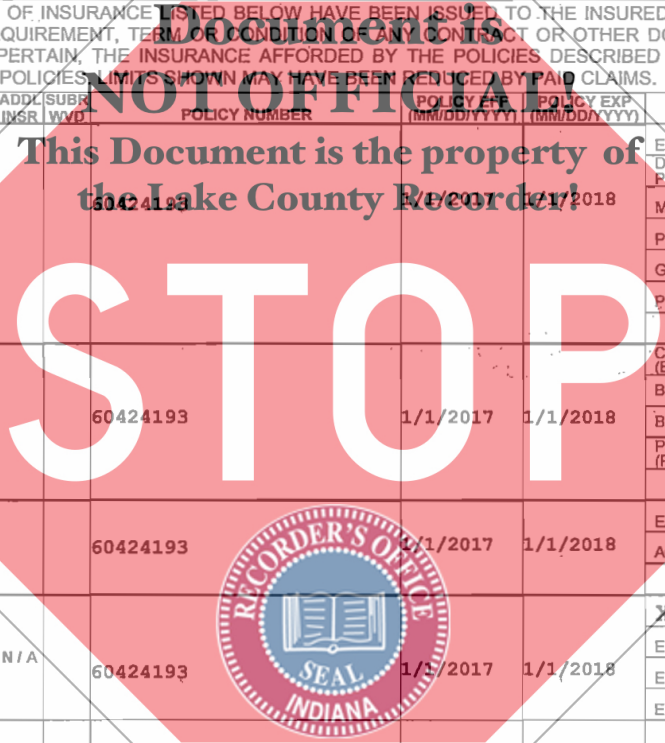 OF INSURANCE LISTED BELOW HAVE BEEN ISSUED TO THE INSURED
Document is
QUIREMENT, TERM OR CONDITION OF ANY CONTRACT OR OTHER DO
PERTAIN, THE INSURANCE AFFORDED BY THE POLICIES DESCRIBED
POLICIES. LIMITS SHOWN MAY HAVE BEEN REDUCED BY PAID CLAIMS.
NOT OFFICIAL!
ADDL SUBR POLICY EFF POLICY EXP
INSR WVD POLICY NUMBER (MM/DD/YYYY) (MM/DD/YYYY)
This Document is the property of
the Lake County Recorder!
60424193 1/1/2017 1/1/2018
STOP
60424193 1/1/2017 1/1/2018
60424193 1/1/2017 1/1/2018
N / A 60424193 1/1/2017 1/1/2018
RECORDER'S OFFICE
SEAL
INDIANA